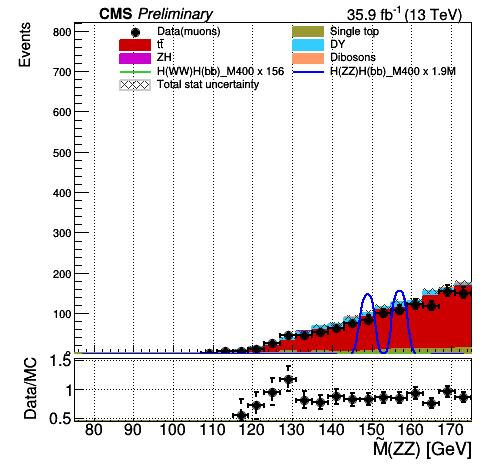 CMS Preliminary 35.9 fb⁻¹ (13 TeV)
Events
Data(muons) Single top
tt̄ DY
ZH Dibosons
H(WW)H(bb)_M400 x 156 H(ZZ)H(bb)_M400 x 1.9M
Total stat uncertainty
800
700
600
500
400
300
200
100
Data/MC
1.5
1
0.5
80 90 100 110 120 130 140 150 160 170
M̃(ZZ) [GeV]